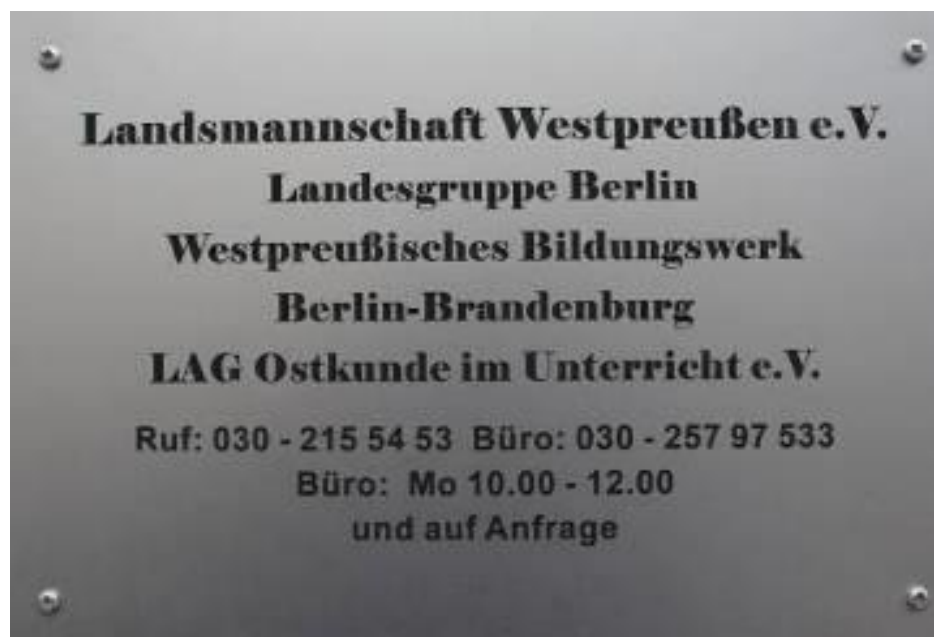 Landsmannschaft Westpreußen e.V.
Landesgruppe Berlin
Westpreußisches Bildungswerk
Berlin-Brandenburg
LAG Ostkunde im Unterricht e.V.
Ruf: 030 - 215 54 53 Büro: 030 - 257 97 533
Büro: Mo 10.00 - 12.00
und auf Anfrage